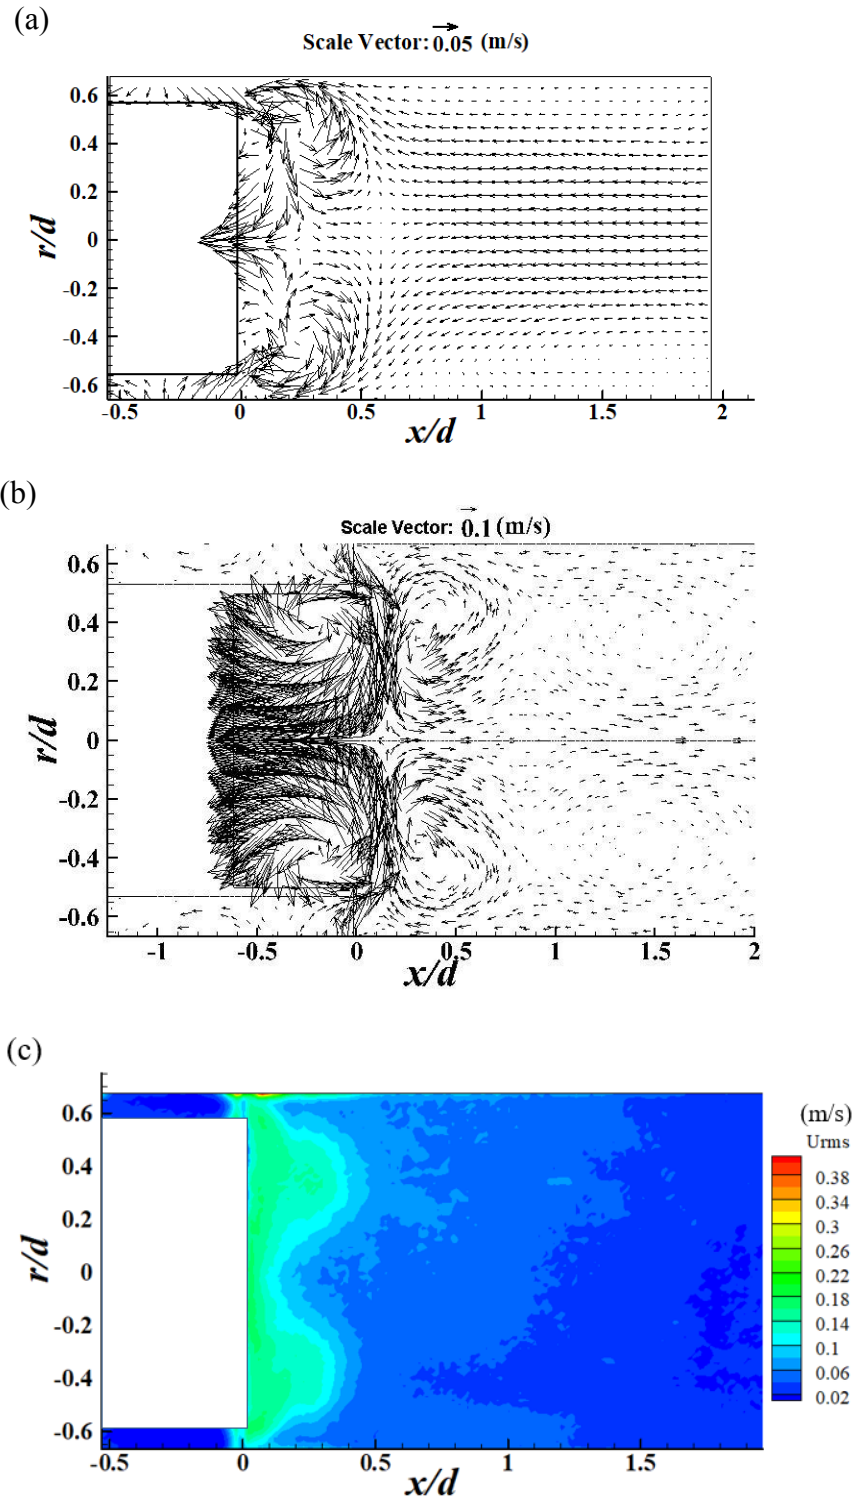 (a)
Scale Vector: 0.05 (m/s)
0.6
0.4
0.2
0
-0.2
-0.4
-0.6
r/d
-0.5 0 0.5 1 1.5 2
x/d
(b)
Scale Vector: 0.1 (m/s)
0.6
0.4
0.2
0
-0.2
-0.4
-0.6
r/d
-1 -0.5 0 0.5 1 1.5 2
x/d
(c)
0.6
0.4
0.2
0
-0.2
-0.4
-0.6
r/d
-0.5 0 0.5 1 1.5
x/d
(m/s)
Urms
0.38
0.34
0.3
0.26
0.22
0.18
0.14
0.1
0.06
0.02